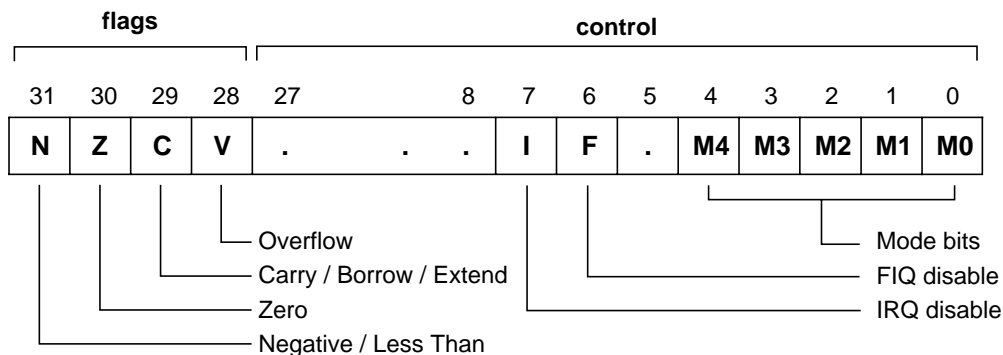 flags control
31 30 29 28 27 8 7 6 5 4 3 2 1 0
N Z C V . . . I F . M4 M3 M2 M1 M0
Overflow Mode bits
Carry / Borrow / Extend FIQ disable
Zero IRQ disable
Negative / Less Than